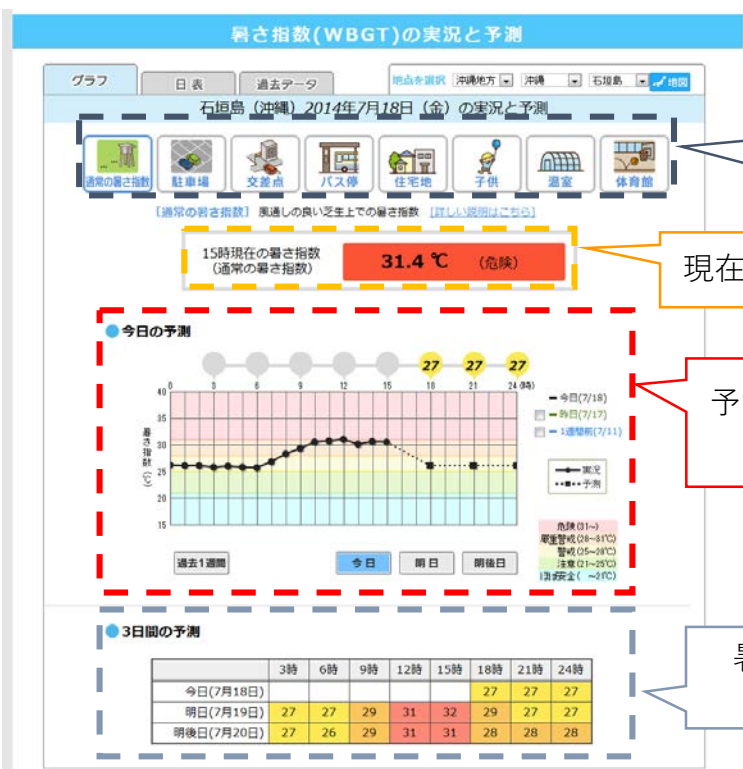 暑さ指数(WBGT)の実況と予測
グラフ 日表 過去データ 地点を選択 沖縄地方 沖縄 石垣島 地図
石垣島（沖縄）2014年7月18日（金）の実況と予測
通常の暑さ指数 駐車場 交差点 バス停 住宅地 子供 温室 体育館
[通常の暑さ指数] 風通しの良い芝生上での暑さ指数 [詳しい説明はこちら]
15時現在の暑さ指数
(通常の暑さ指数)
31.4 ℃ (危険)
現在
今日の予測
27 27 27
0 3 6 9 12 15 18 21 24 (時)
予
暑さ指数(℃)
40
35
30
25
20
15
今日(7/18)
昨日(7/17)
1週間前(7/11)
実況
予測
危険(31~)
厳重警戒(28~31℃)
警戒(25~28℃)
注意(21~25℃)
ほぼ安全( ~21℃)
過去1週間 今日 明日 明後日
3日間の予測
3時 6時 9時 12時 15時 18時 21時 24時
今日(7月18日) 27 27 27
明日(7月19日) 27 27 29 31 32 29 27 27
明後日(7月20日) 27 26 29 31 31 28 28 28